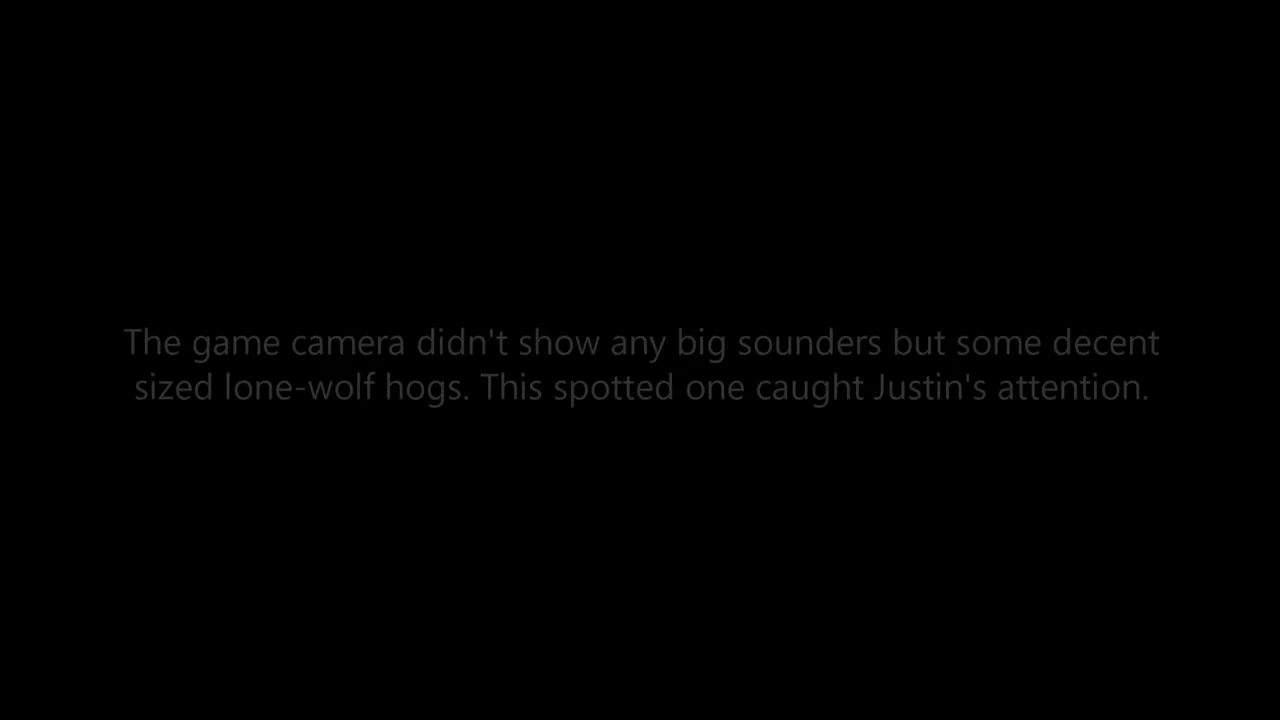 The game camera didn't show any big sounders but some decent
sized lone-wolf hogs. This spotted one caught Justin's attention.